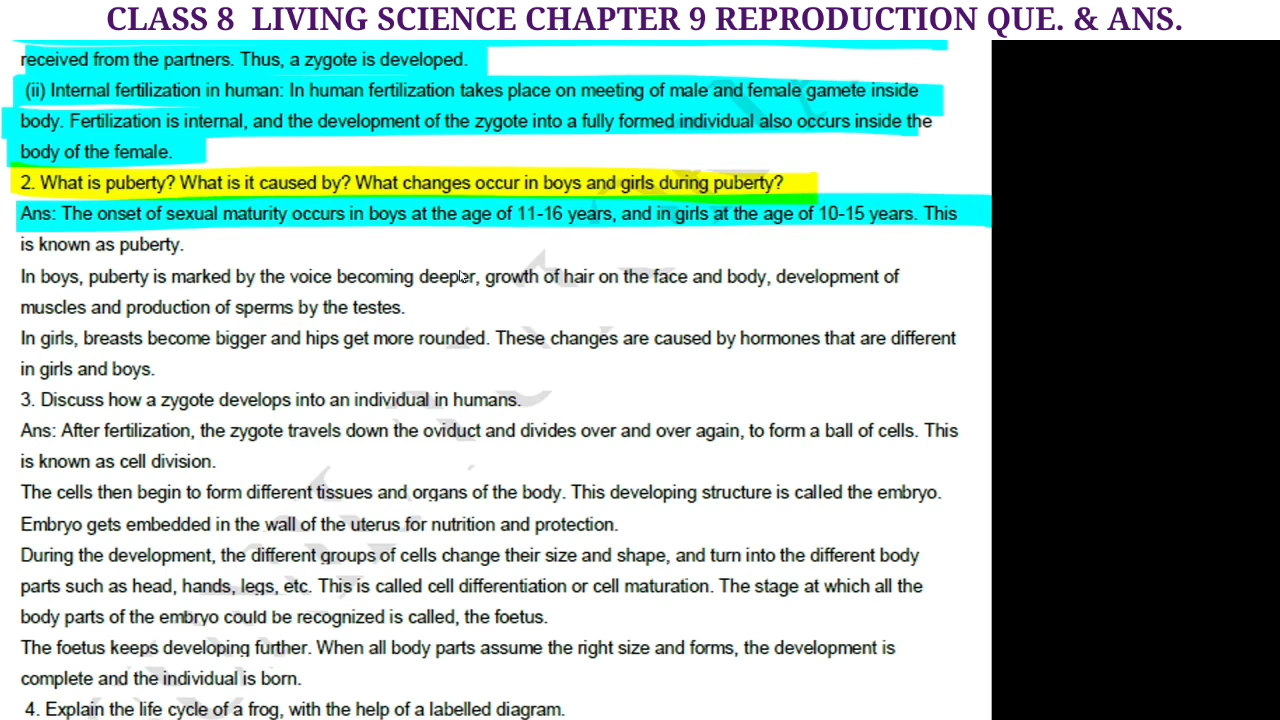 CLASS 8 LIVING SCIENCE CHAPTER 9 REPRODUCTION QUE. & ANS.
received from the partners. Thus, a zygote is developed.
(ii) Internal fertilization in human: In human fertilization takes place on meeting of male and female gamete inside
body. Fertilization is internal, and the development of the zygote into a fully formed individual also occurs inside the
body of the female.
2. What is puberty? What is it caused by? What changes occur in boys and girls during puberty?
Ans: The onset of sexual maturity occurs in boys at the age of 11-16 years, and in girls at the age of 10-15 years. This
is known as puberty.
In boys, puberty is marked by the voice becoming deeper, growth of hair on the face and body, development of
muscles and production of sperms by the testes.
In girls, breasts become bigger and hips get more rounded. These changes are caused by hormones that are different
in girls and boys.
3. Discuss how a zygote develops into an individual in humans.
Ans: After fertilization, the zygote travels down the oviduct and divides over and over again, to form a ball of cells. This
is known as cell division.
The cells then begin to form different tissues and organs of the body. This developing structure is called the embryo.
Embryo gets embedded in the wall of the uterus for nutrition and protection.
During the development, the different groups of cells change their size and shape, and turn into the different body
parts such as head, hands, legs, etc. This is called cell differentiation or cell maturation. The stage at which all the
body parts of the embryo could be recognized is called, the foetus.
The foetus keeps developing further. When all body parts assume the right size and forms, the development is
complete and the individual is born.
4. Explain the life cycle of a frog, with the help of a labelled diagram.